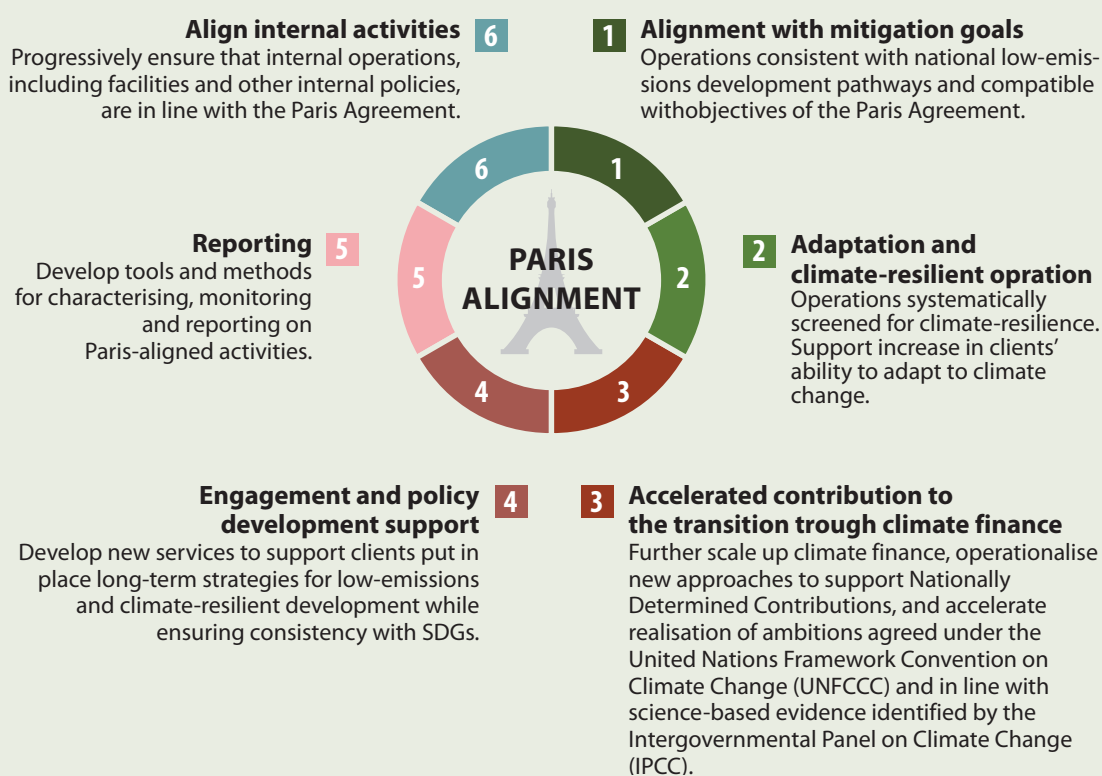 Align internal activities 6
Progressively ensure that internal operations,
including facilities and other internal policies,
are in line with the Paris Agreement.
1 Alignment with mitigation goals
Operations consistent with national low-emis-
sions development pathways and compatible
withobjectives of the Paris Agreement.
6
1
Reporting 5
Develop tools and methods
for characterising, monitoring
and reporting on
Paris-aligned activities.
5
PARIS
ALIGNMENT
2
2 Adaptation and
climate-resilient opration
Operations systematically
screened for climate-resilience.
Support increase in clients’
ability to adapt to climate
change.
4
3
Engagement and policy 4
development support
Develop new services to support clients put in
place long-term strategies for low-emissions
and climate-resilient development while
ensuring consistency with SDGs.
3 Accelerated contribution to
the transition trough climate finance
Further scale up climate finance, operationalise
new approaches to support Nationally
Determined Contributions, and accelerate
realisation of ambitions agreed under the
United Nations Framework Convention on
Climate Change (UNFCCC) and in line with
science-based evidence identified by the
Intergovernmental Panel on Climate Change
(IPCC).